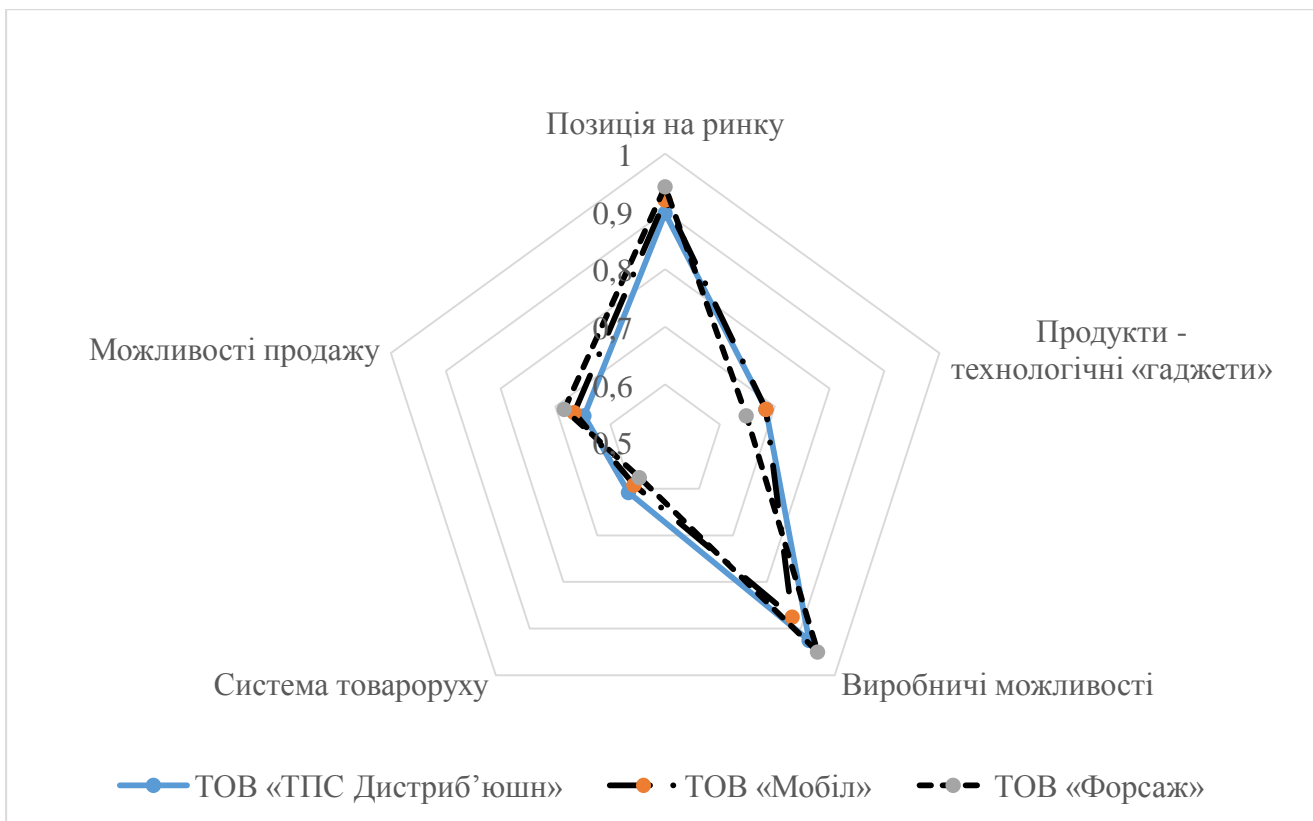 Позиція на ринку
1
0,9
0,8
0,7
0,6
0,5
Можливості продажу
Продукти -
технологічні «гаджети»
Система товароруху
Виробничі можливості
ТОВ «ТПС Дистриб’юшн»
ТОВ «Мобіл»
ТОВ «Форсаж»